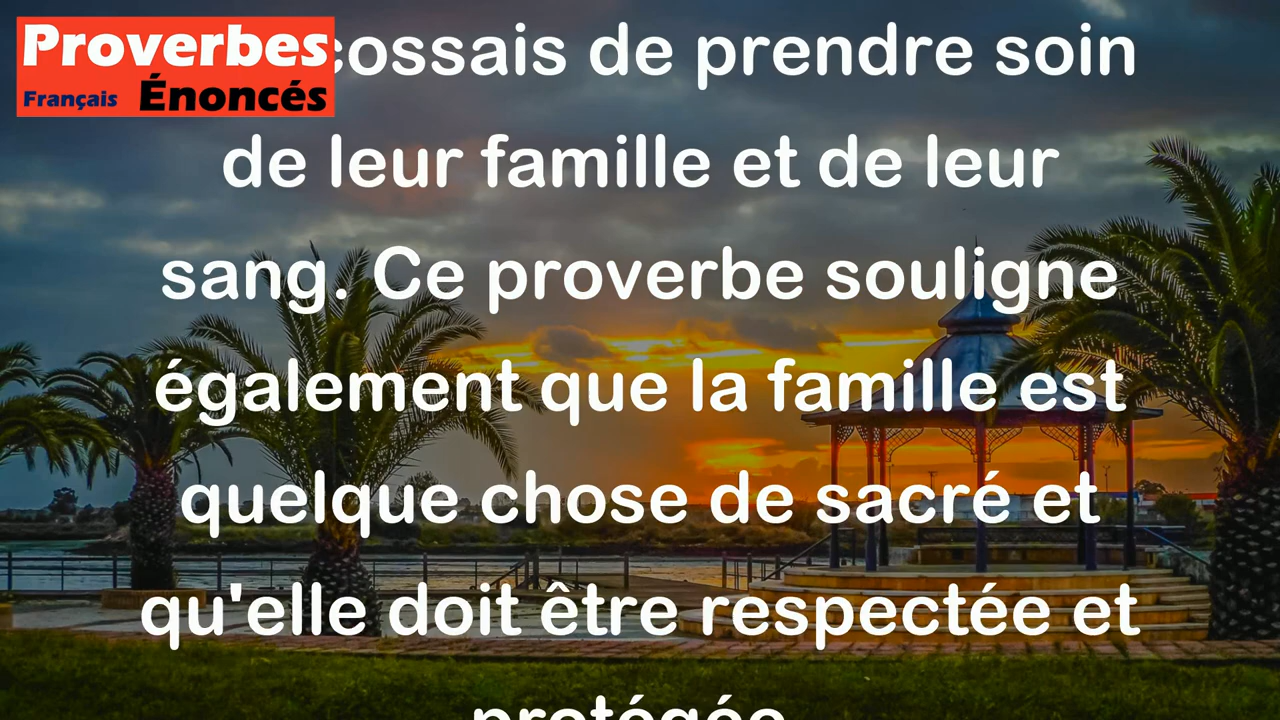 Proverbes
Français Énoncés
cossais de prendre soin
de leur famille et de leur
sang. Ce proverbe souligne
également que la famille est
quelque chose de sacré et
qu'elle doit être respectée et
protégée